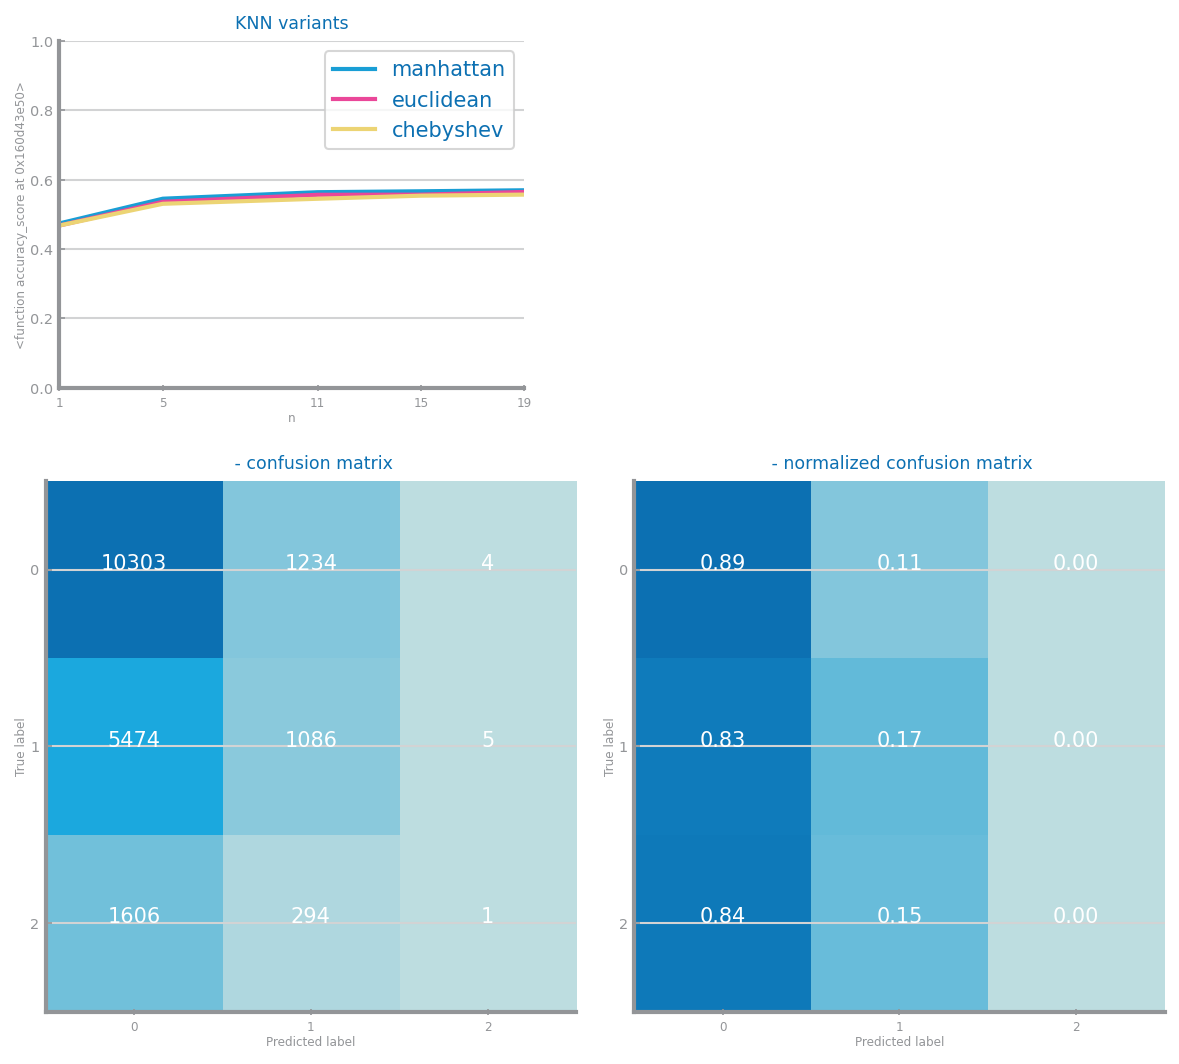 KNN variants
<function accuracy_score at 0x160d43e50>
1.0
0.8
0.6
0.4
0.2
0.0
manhattan
euclidean
chebyshev
1 5 11 15 19
n
- confusion matrix
True label
0 10303 1234 4
1 5474 1086 5
2 1606 294 1
0 1 2
Predicted label
- normalized confusion matrix
True label
0 0.89 0.11 0.00
1 0.83 0.17 0.00
2 0.84 0.15 0.00
0 1 2
Predicted label